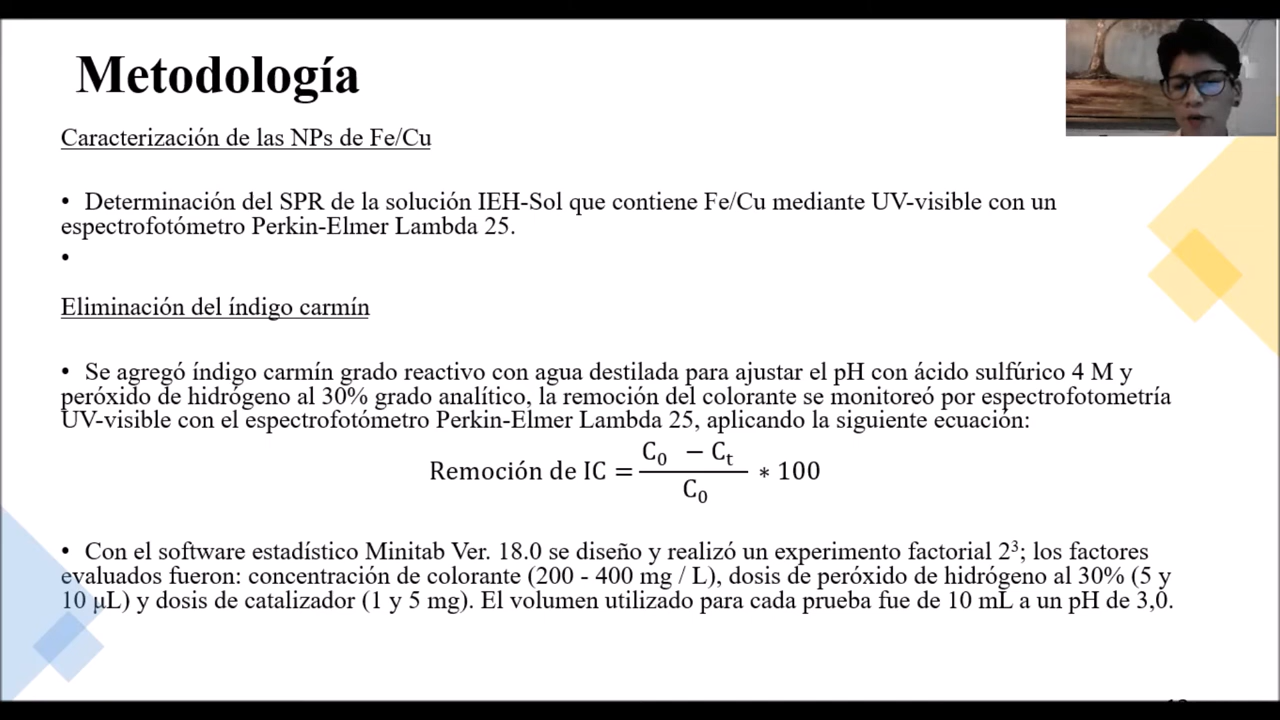 Metodología
Caracterización de las NPs de Fe/Cu
• Determinación del SPR de la solución IEH-Sol que contiene Fe/Cu mediante UV-visible con un
espectrofotómetro Perkin-Elmer Lambda 25.
•
Eliminación del índigo carmín
• Se agregó índigo carmín grado reactivo con agua destilada para ajustar el pH con ácido sulfúrico 4 M y
peróxido de hidrógeno al 30% grado analítico, la remoción del colorante se monitoreó por espectrofotometría
UV-visible con el espectrofotómetro Perkin-Elmer Lambda 25, aplicando la siguiente ecuación:
Remoción de IC = (C₀ − Cₜ) / C₀ * 100
• Con el software estadístico Minitab Ver. 18.0 se diseño y realizó un experimento factorial 2³; los factores
evaluados fueron: concentración de colorante (200 - 400 mg / L), dosis de peróxido de hidrógeno al 30% (5 y
10 µL) y dosis de catalizador (1 y 5 mg). El volumen utilizado para cada prueba fue de 10 mL a un pH de 3,0.